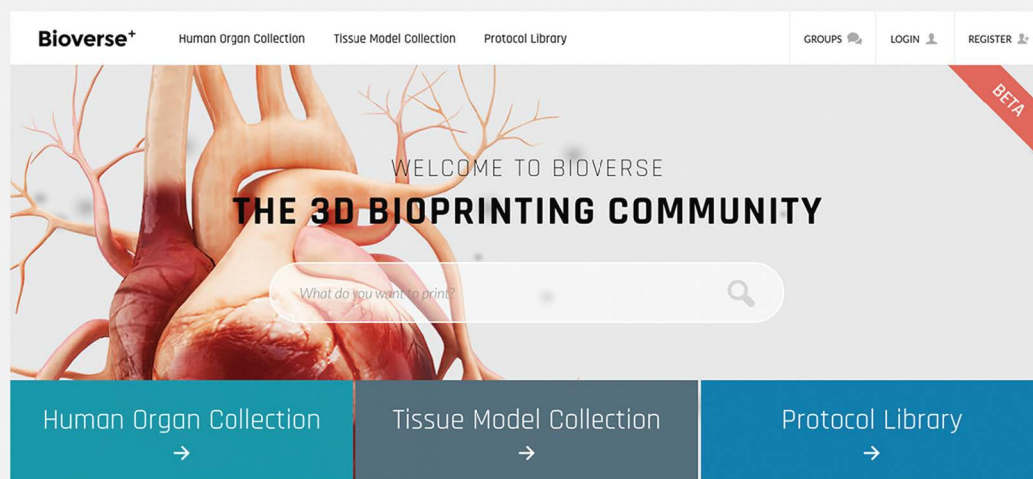 Bioverse+
Human Organ Collection
Tissue Model Collection
Protocol Library
GROUPS
LOGIN
REGISTER
BETA
WELCOME TO BIOVERSE
THE 3D BIOPRINTING COMMUNITY
What do you want to print?
Human Organ Collection
Tissue Model Collection
Protocol Library